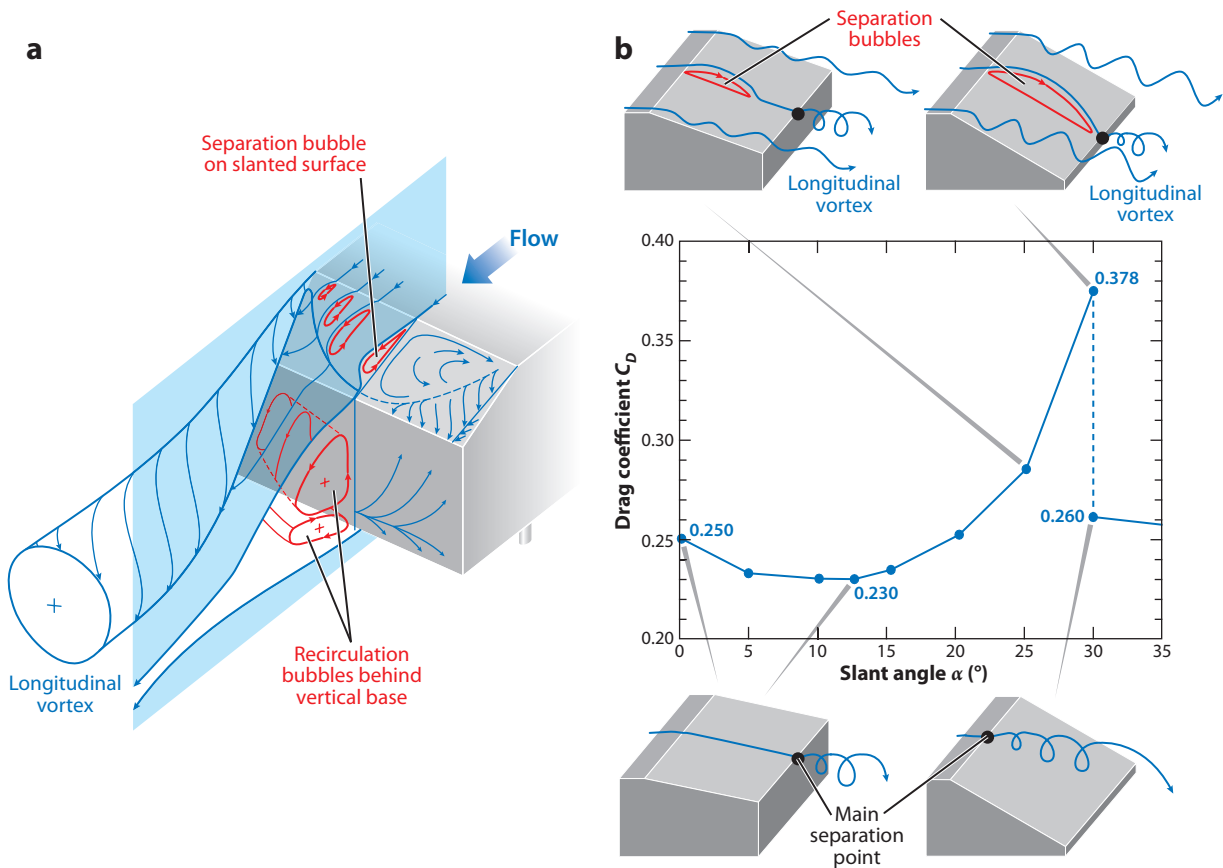 a
Separation bubble
on slanted surface
Flow
Recirculation
bubbles behind
vertical base
Longitudinal
vortex
b
Separation
bubbles
Longitudinal
vortex
Longitudinal
vortex
Drag coefficient C_D
0.40
0.35
0.30
0.25
0.20
0.378
0.250
0.260
0.230
0 5 10 15 20 25 30 35
Slant angle α (°)
Main
separation
point